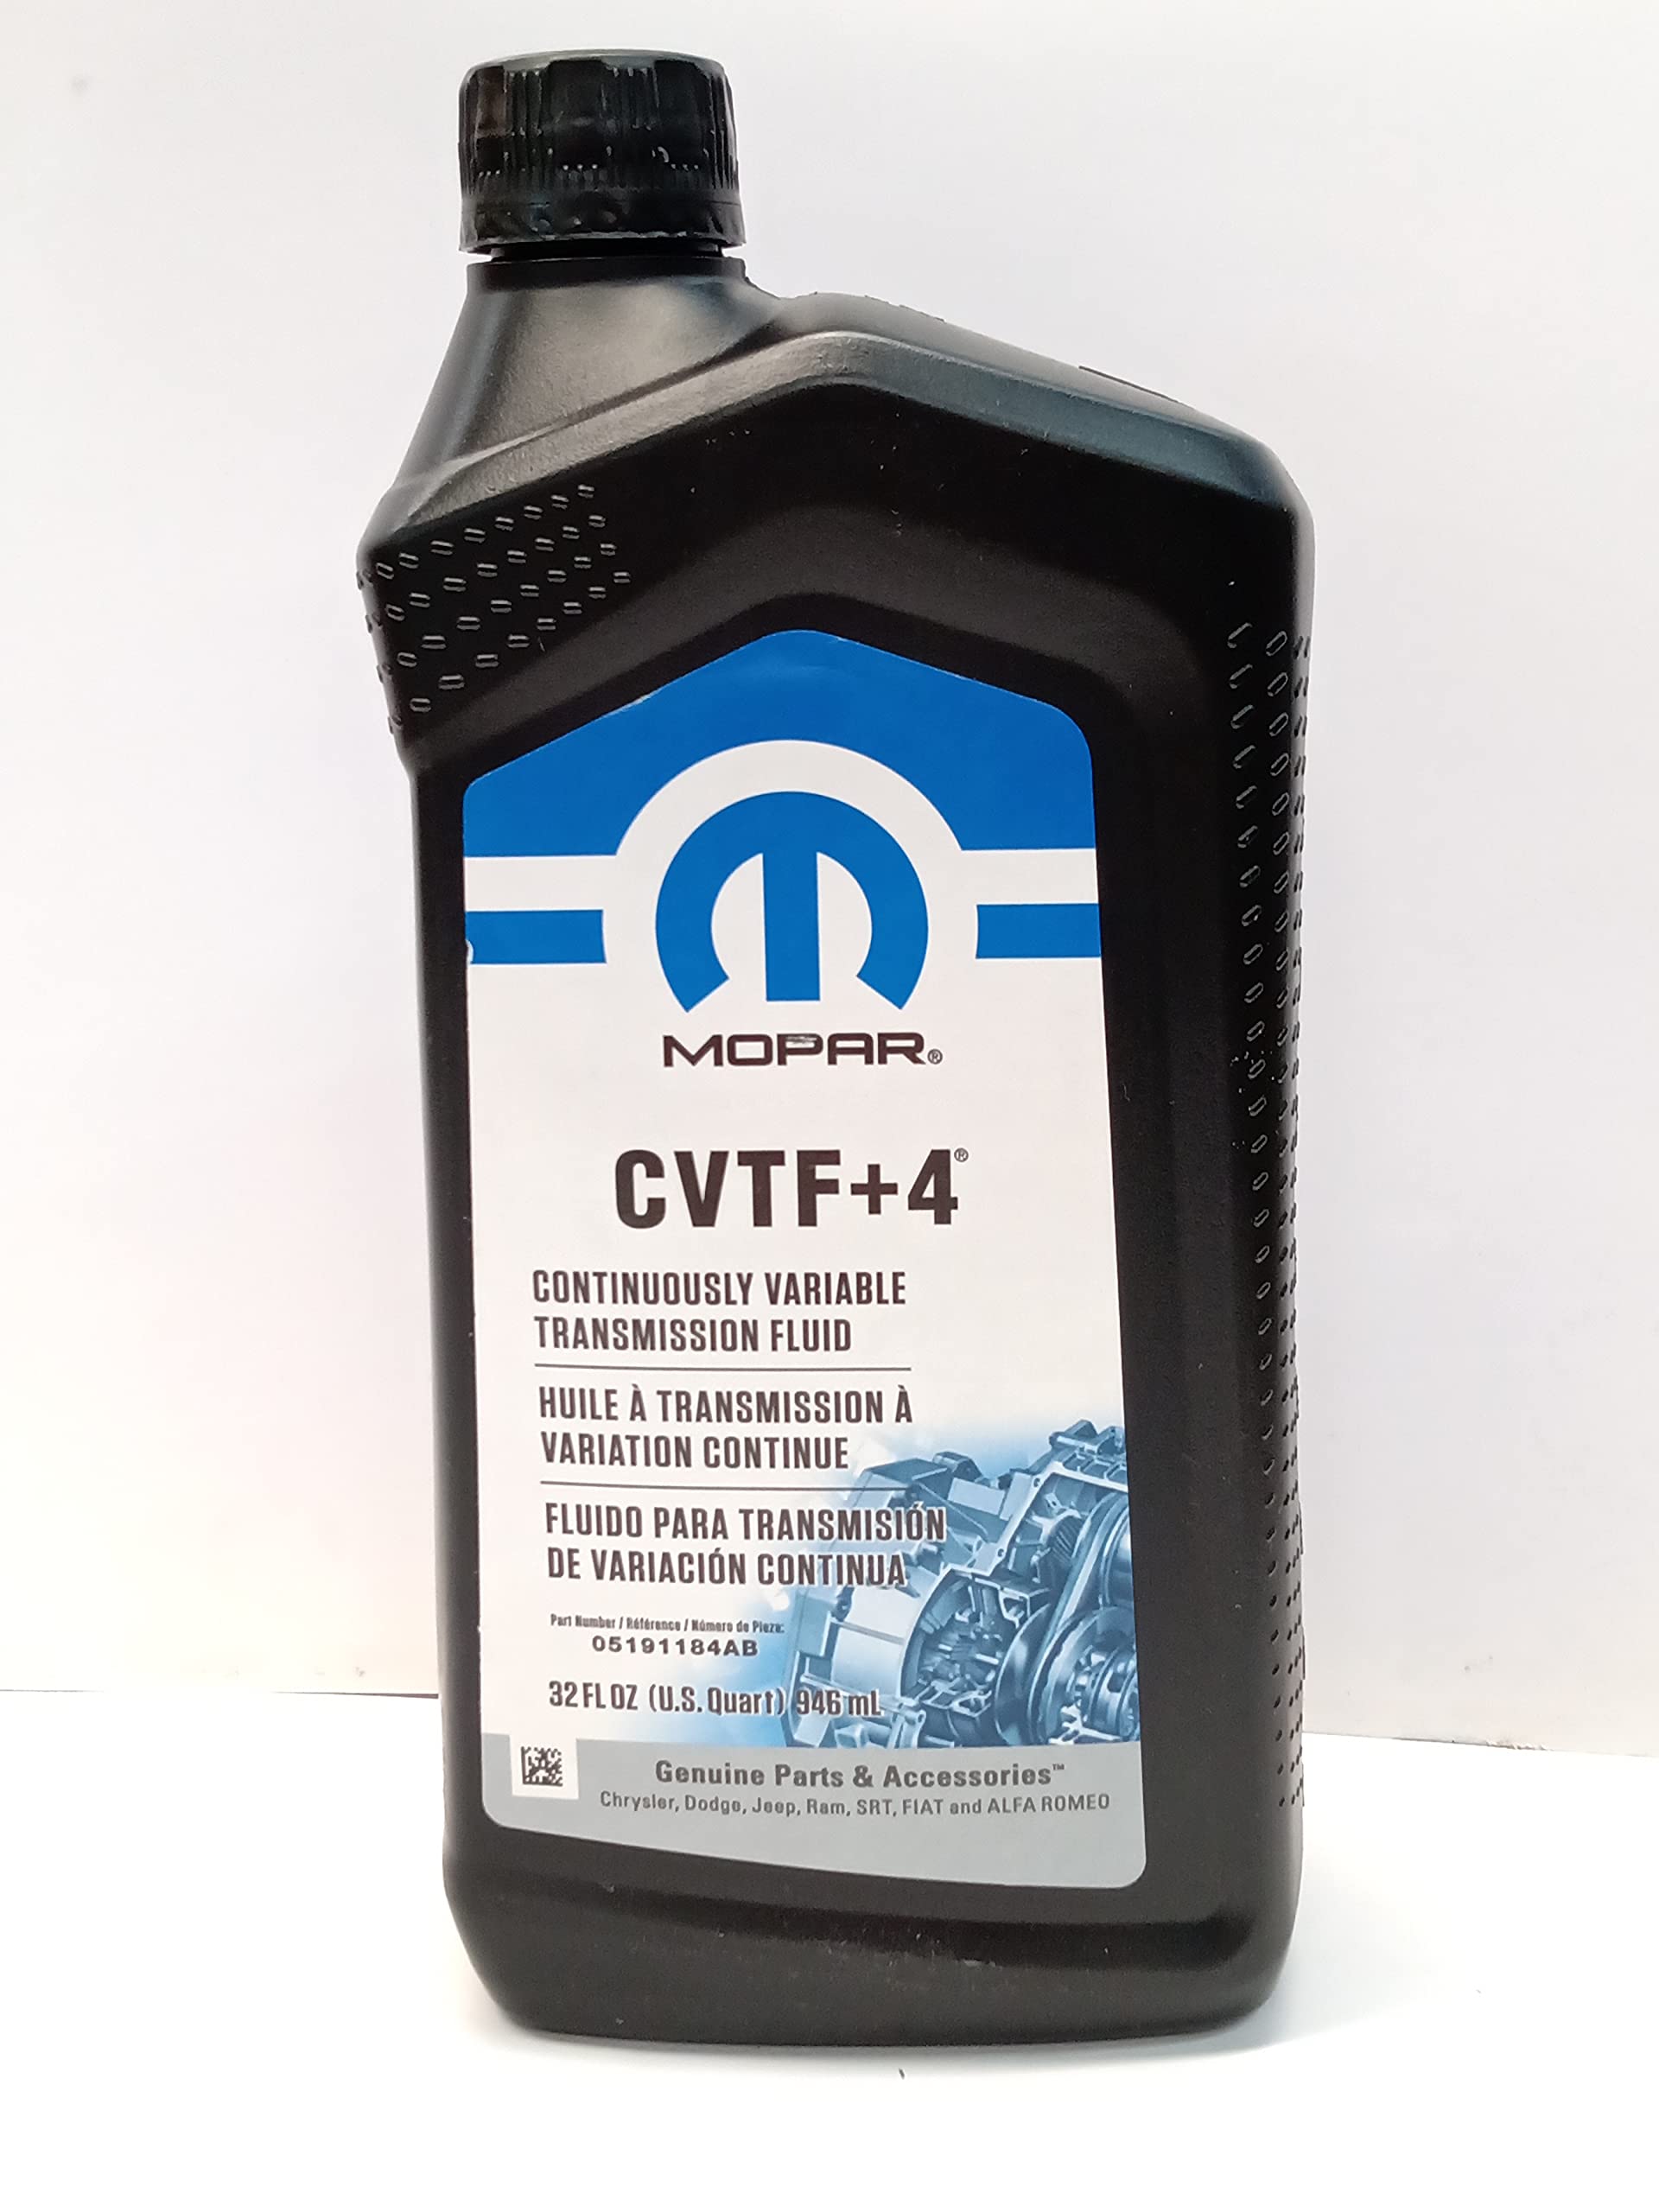 MOPAR®
CVTF+4®
CONTINUOUSLY VARIABLE
TRANSMISSION FLUID
HUILE À TRANSMISSION À
VARIATION CONTINUE
FLUIDO PARA TRANSMISIÓN
DE VARIACIÓN CONTINUA
Part Number / Référence / Número de Pieza:
05191184AB
32 FL OZ (U.S. Quart) 946 mL
Genuine Parts & Accessories™
Chrysler, Dodge, Jeep, Ram, SRT, FIAT and ALFA ROMEO